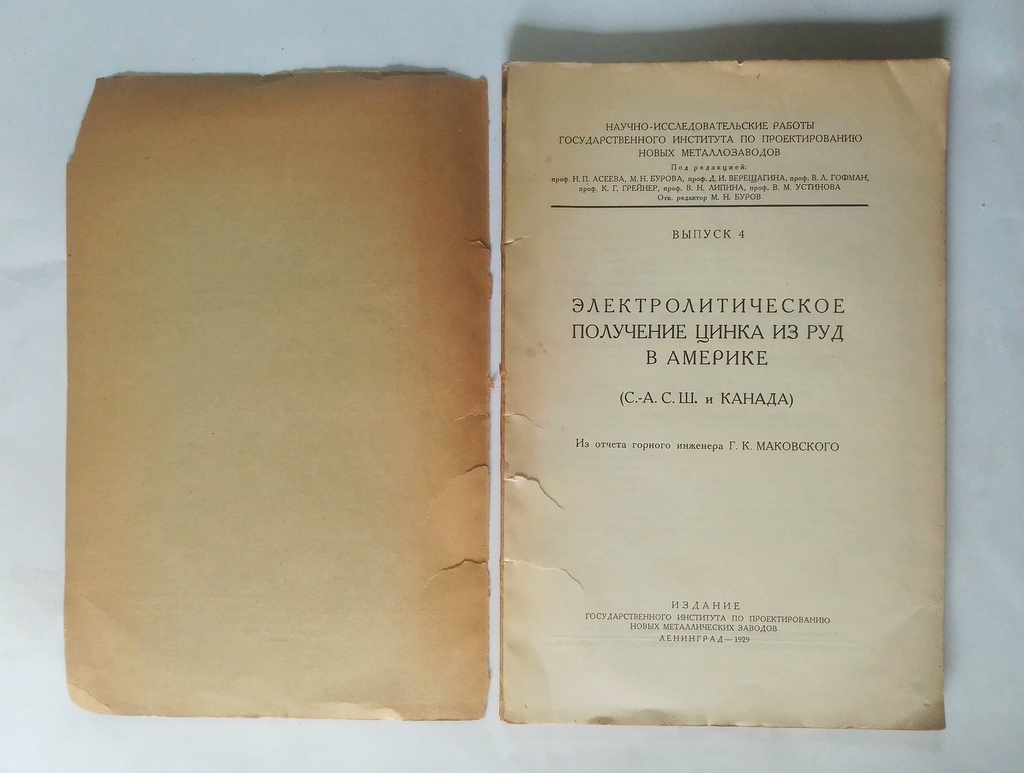 НАУЧНО-ИССЛЕДОВАТЕЛЬСКИЕ РАБОТЫ
ГОСУДАРСТВЕННОГО ИНСТИТУТА ПО ПРОЕКТИРОВАНИЮ
НОВЫХ МЕТАЛЛОЗАВОДОВ
Под редакцией:
проф. Н. П. АСЕЕВА, М. Н. БУРОВА, проф. Д. И. ВЕРЕЩАГИНА, проф. В. Л. ГОФМАН,
проф. К. Г. ГРЕЙНЕР, проф. В. Н. ЛИПИНА, проф. В. М. УСТИНОВА
Отв. редактор М. Н. БУРОВ
ВЫПУСК 4
ЭЛЕКТРОЛИТИЧЕСКОЕ
ПОЛУЧЕНИЕ ЦИНКА ИЗ РУД
В АМЕРИКЕ
(С.-А. С. Ш. и КАНАДА)
Из отчета горного инженера Г. К. МАКОВСКОГО
ИЗДАНИЕ
ГОСУДАРСТВЕННОГО ИНСТИТУТА ПО ПРОЕКТИРОВАНИЮ
НОВЫХ МЕТАЛЛИЧЕСКИХ ЗАВОДОВ
ЛЕНИНГРАД — 1929